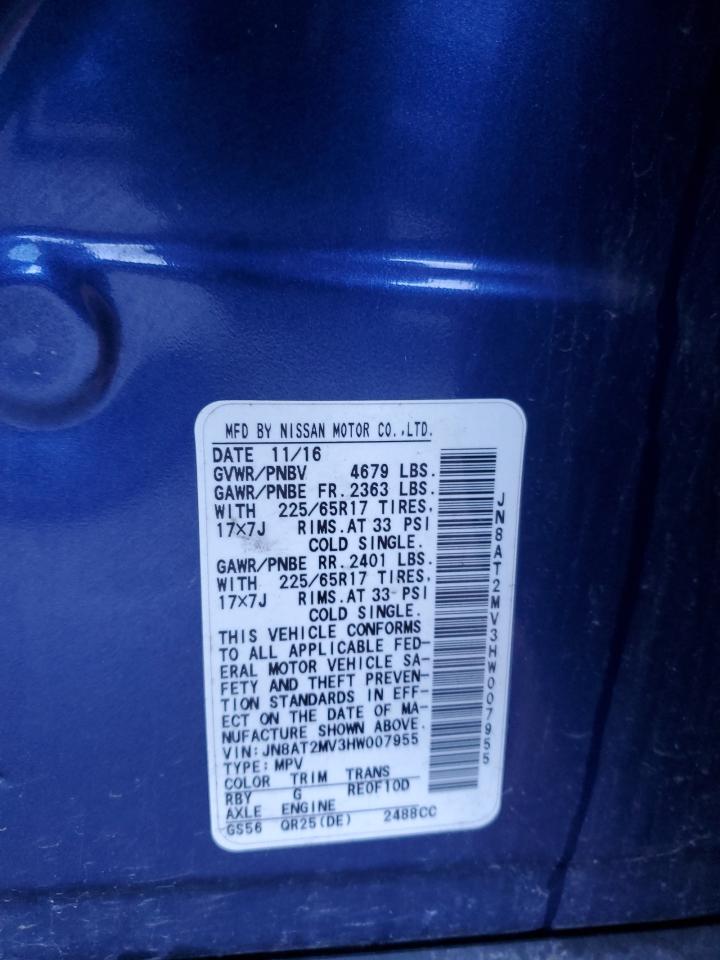 MFD BY NISSAN MOTOR CO.,LTD.
DATE 11/16
GVWR/PNBV 4679 LBS.
GAWR/PNBE FR. 2363 LBS.
WITH 225/65R17 TIRES,
17X7J RIMS.AT 33 PSI
COLD SINGLE.
GAWR/PNBE RR. 2401 LBS.
WITH 225/65R17 TIRES,
17X7J RIMS.AT 33 PSI
COLD SINGLE.
THIS VEHICLE CONFORMS
TO ALL APPLICABLE FED-
ERAL MOTOR VEHICLE SA-
FETY AND THEFT PREVEN-
TION STANDARDS IN EFF-
ECT ON THE DATE OF MA-
NUFACTURE SHOWN ABOVE.
VIN:JN8AT2MV3HW007955
TYPE:MPV
COLOR TRIM TRANS
RBY G RE0F10D
AXLE ENGINE
GS56 QR25(DE) 2488CC
JN8AT2MV3HW007955